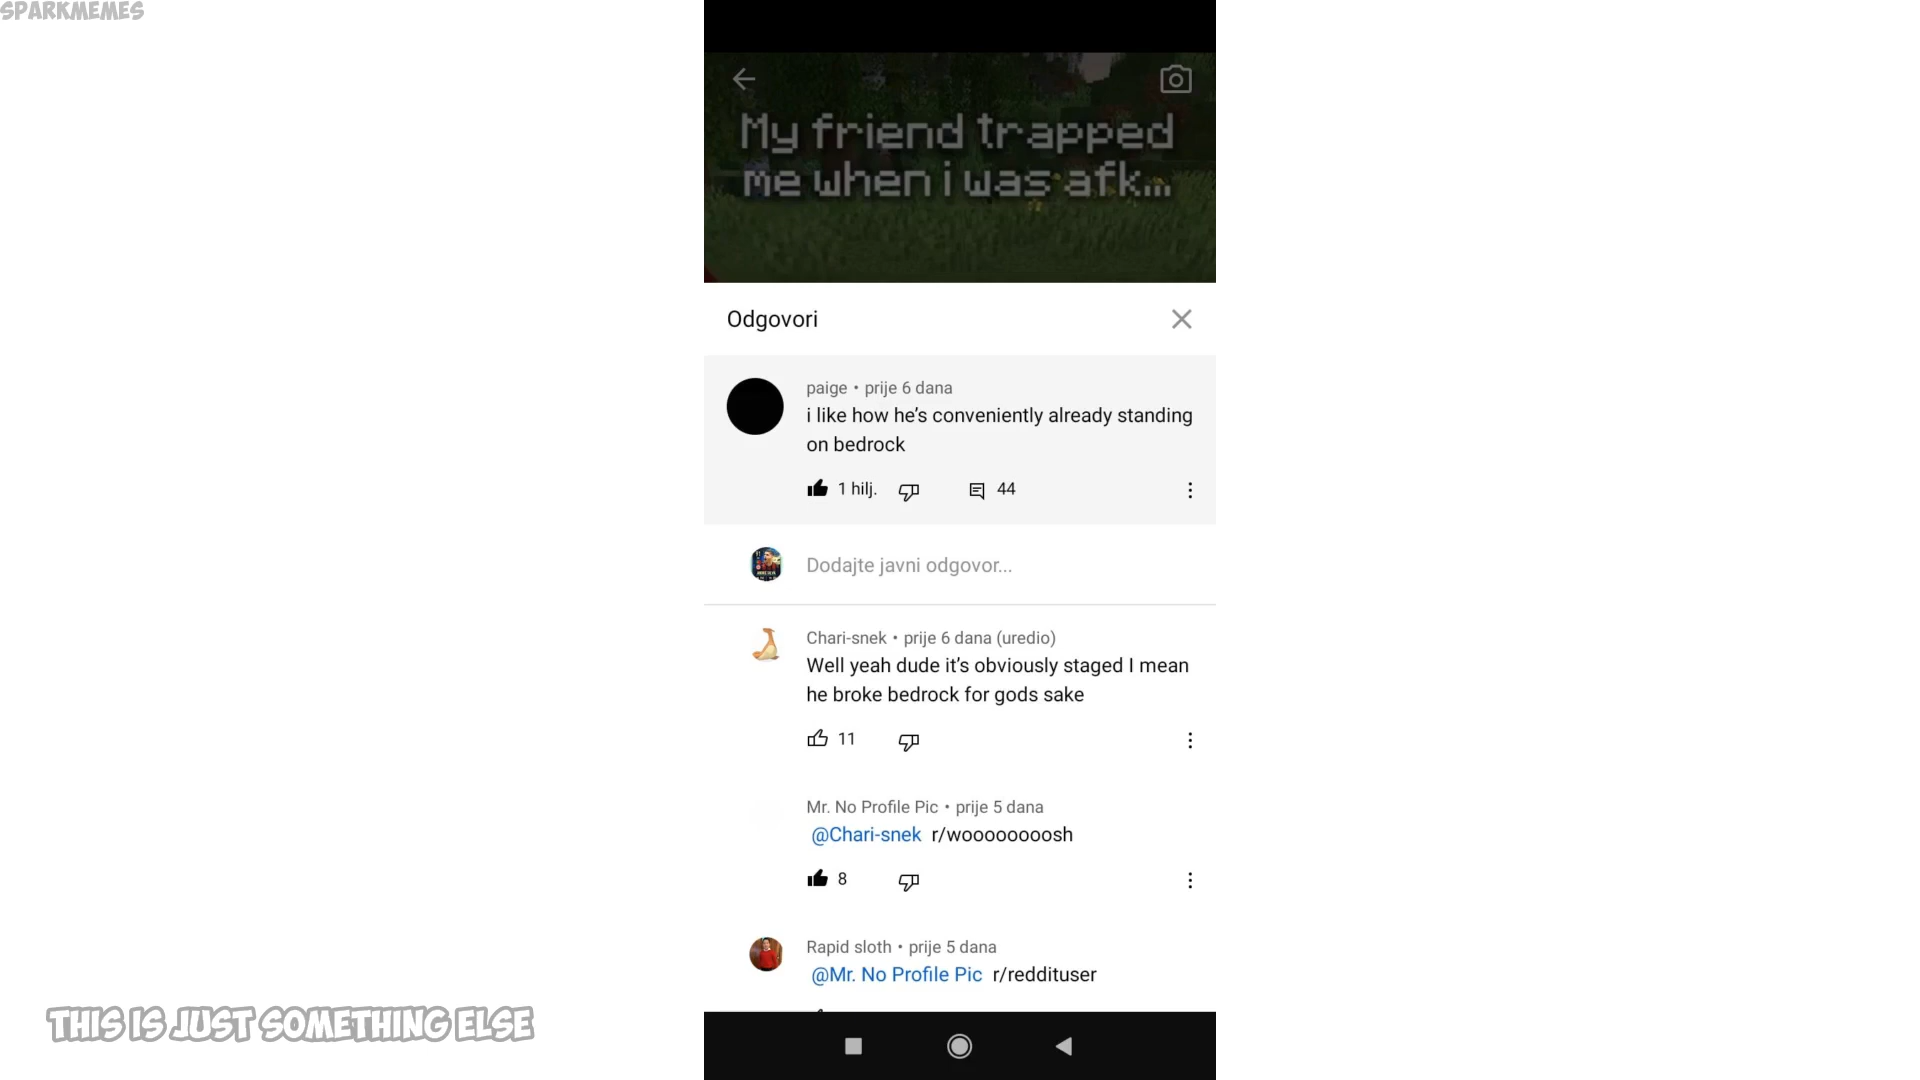 SPARKMEMES
My friend trapped
me when i was afk...
Odgovori
paige • prije 6 dana
i like how he’s conveniently already standing
on bedrock
1 hilj. 44
Dodajte javni odgovor...
Chari-snek • prije 6 dana (uredio)
Well yeah dude it’s obviously staged I mean
he broke bedrock for gods sake
11
Mr. No Profile Pic • prije 5 dana
@Chari-snek r/woooooooosh
8
Rapid sloth • prije 5 dana
@Mr. No Profile Pic r/reddituser
THIS IS JUST SOMETHING ELSE